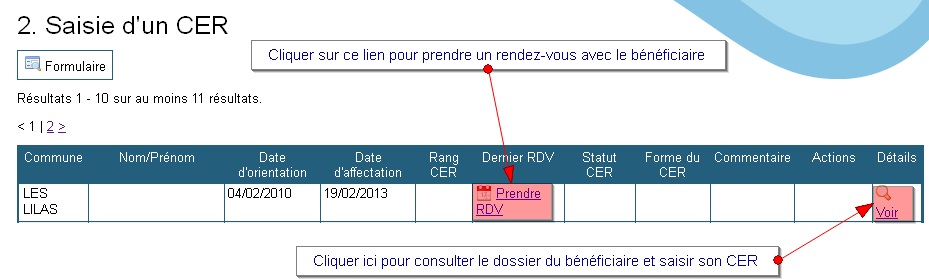 2. Saisie d'un CER
Cliquer sur ce lien pour prendre un rendez-vous avec le bénéficiaire
Formulaire
Résultats 1 - 10 sur au moins 11 résultats.
< 1 | 2 >
Commune Nom/Prénom Date d'orientation Date d'affectation Rang CER Dernier RDV Statut CER Forme du CER Commentaire Actions Détails
LES LILAS 04/02/2010 19/02/2013 Prendre RDV Voir
Cliquer ici pour consulter le dossier du bénéficiaire et saisir son CER